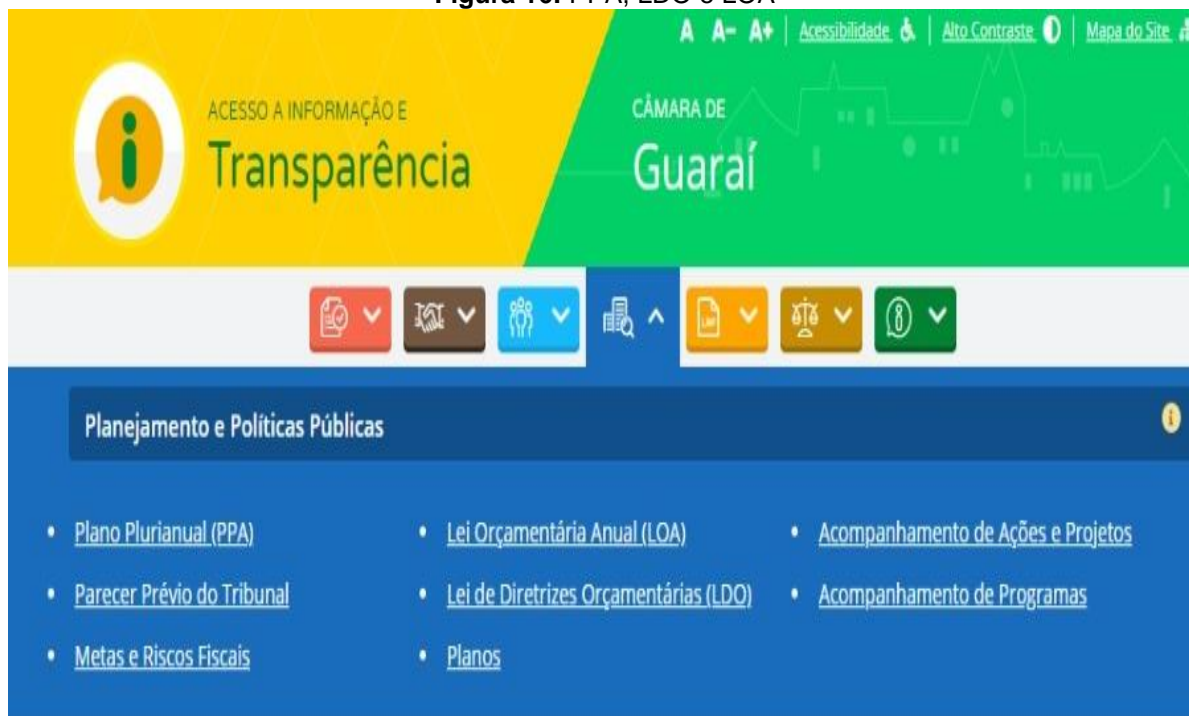 A A- A+ | Acessibilidade | Alto Contraste | Mapa do Site
ACESSO A INFORMAÇÃO E
Transparência
CÂMARA DE
Guaraí
Planejamento e Políticas Públicas
• Plano Plurianual (PPA)
• Parecer Prévio do Tribunal
• Metas e Riscos Fiscais
• Lei Orçamentária Anual (LOA)
• Lei de Diretrizes Orçamentárias (LDO)
• Planos
• Acompanhamento de Ações e Projetos
• Acompanhamento de Programas